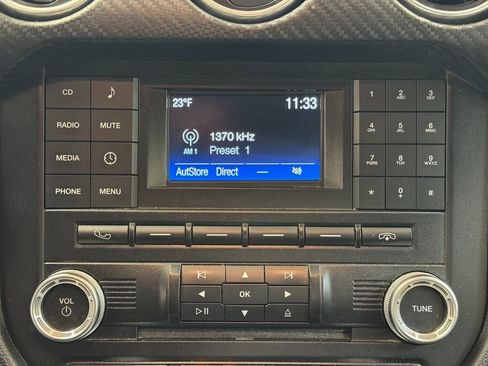 23°F 11:33
1370 kHz
AM 1 Preset 1
AutStore Direct —
CD
RADIO MUTE
MEDIA
PHONE MENU
1 2 ABC 3 DEF
4 GHI 5 JKL 6 MNO
7 PQRS 8 TUV 9 WXYZ
* 0 + #
VOL
OK
TUNE